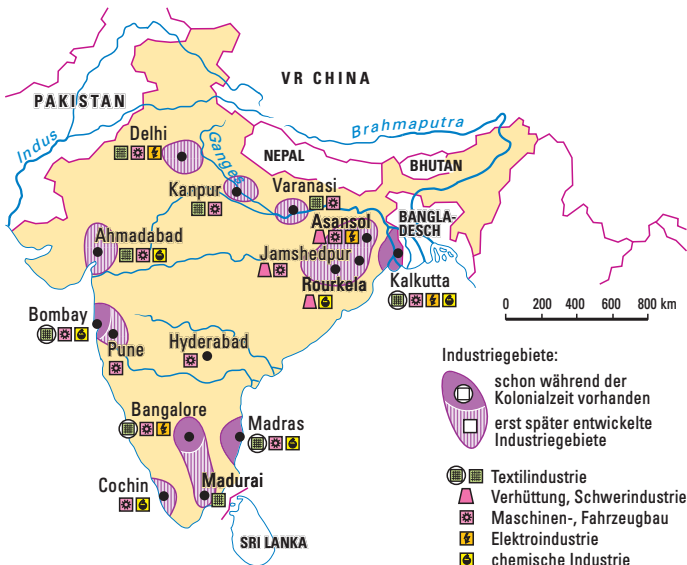 VR CHINA
PAKISTAN
Indus
Brahmaputra
Delhi
Ganges
NEPAL
BHUTAN
Kanpur
Varanasi
Asansol
BANGLA-
DESCH
Ahmadabad
Jamshedpur
Rourkela
Kalkutta
0 200 400 600 800 km
Bombay
Pune
Hyderabad
Bangalore
Madras
Cochin
Madurai
SRI LANKA
Industriegebiete:
schon während der
Kolonialzeit vorhanden
erst später entwickelte
Industriegebiete
Textilindustrie
Verhüttung, Schwerindustrie
Maschinen-, Fahrzeugbau
Elektroindustrie
chemische Industrie